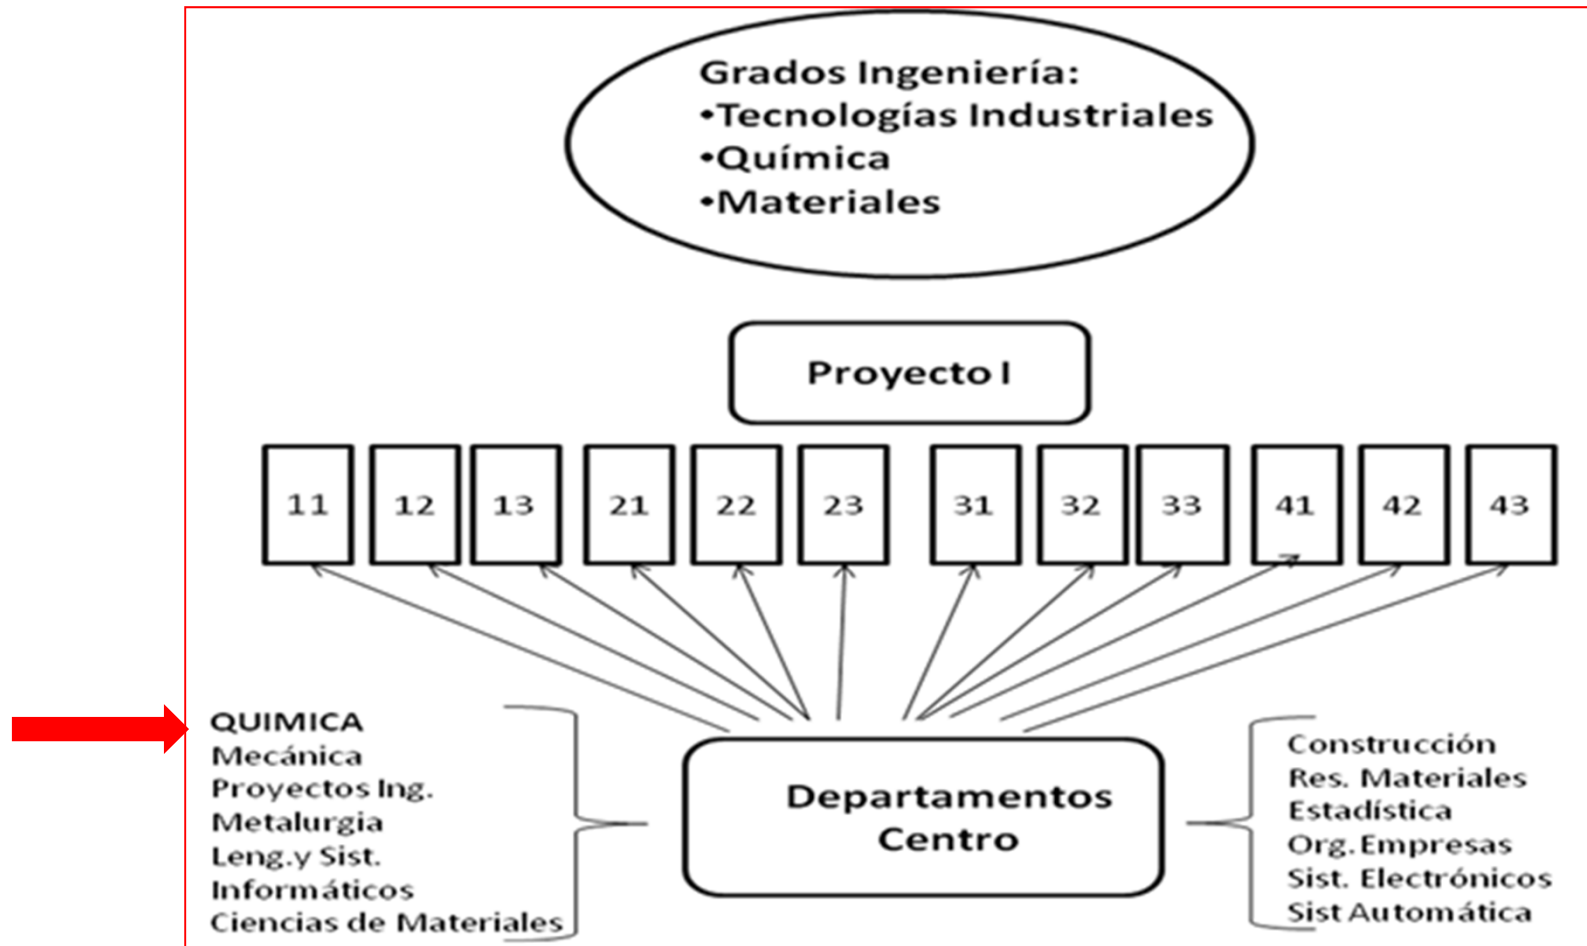 Grados Ingeniería:
•Tecnologías Industriales
•Química
•Materiales
Proyecto I
11 12 13 21 22 23 31 32 33 41 42 43
QUIMICA
Mecánica
Proyectos Ing.
Metalurgia
Leng.y Sist.
Informáticos
Ciencias de Materiales
Departamentos
Centro
Construcción
Res. Materiales
Estadística
Org. Empresas
Sist. Electrónicos
Sist Automática